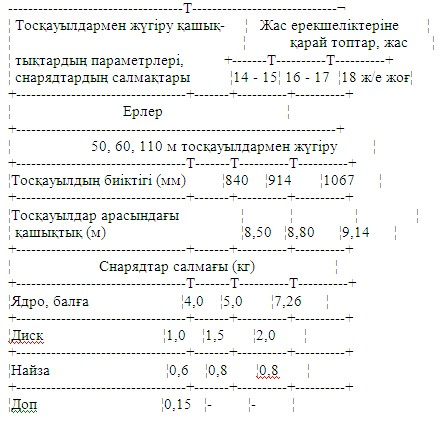 Тосқауылдармен жүгіру қашық- Жас ерекшеліктеріне
қарай топтар, жас
тықтардың параметрлері,
снарядтардың салмақтары 14 - 15 16 - 17 18 ж/е жоғ
Ерлер
50, 60, 110 м тосқауылдармен жүгіру
Тосқауылдың биіктігі (мм) 840 914 1067
Тосқауылдар арасындағы
қашықтық (м) 8,50 8,80 9,14
Снарядтар салмағы (кг)
Ядро, балға 4,0 5,0 7,26
Диск 1,0 1,5 2,0
Найза 0,6 0,8 0,8
Доп 0,15 - -